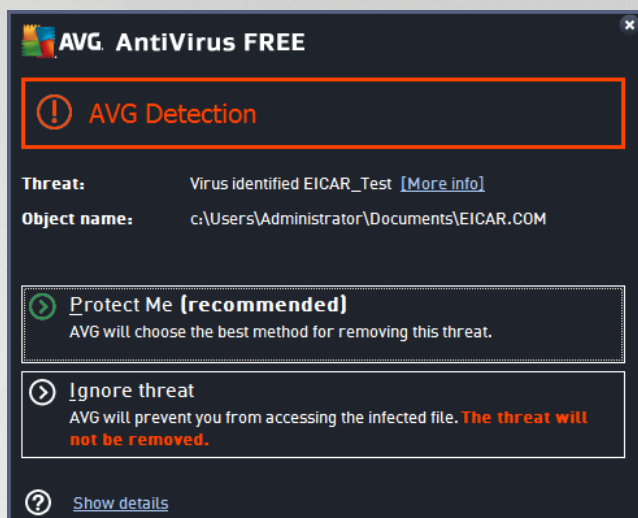 AVG. AntiVirus FREE
AVG Detection
Threat: Virus identified EICAR_Test [More info]
Object name: c:\Users\Administrator\Documents\EICAR.COM
Protect Me (recommended)
AVG will choose the best method for removing this threat.
Ignore threat
AVG will prevent you from accessing the infected file. The threat will
not be removed.
Show details